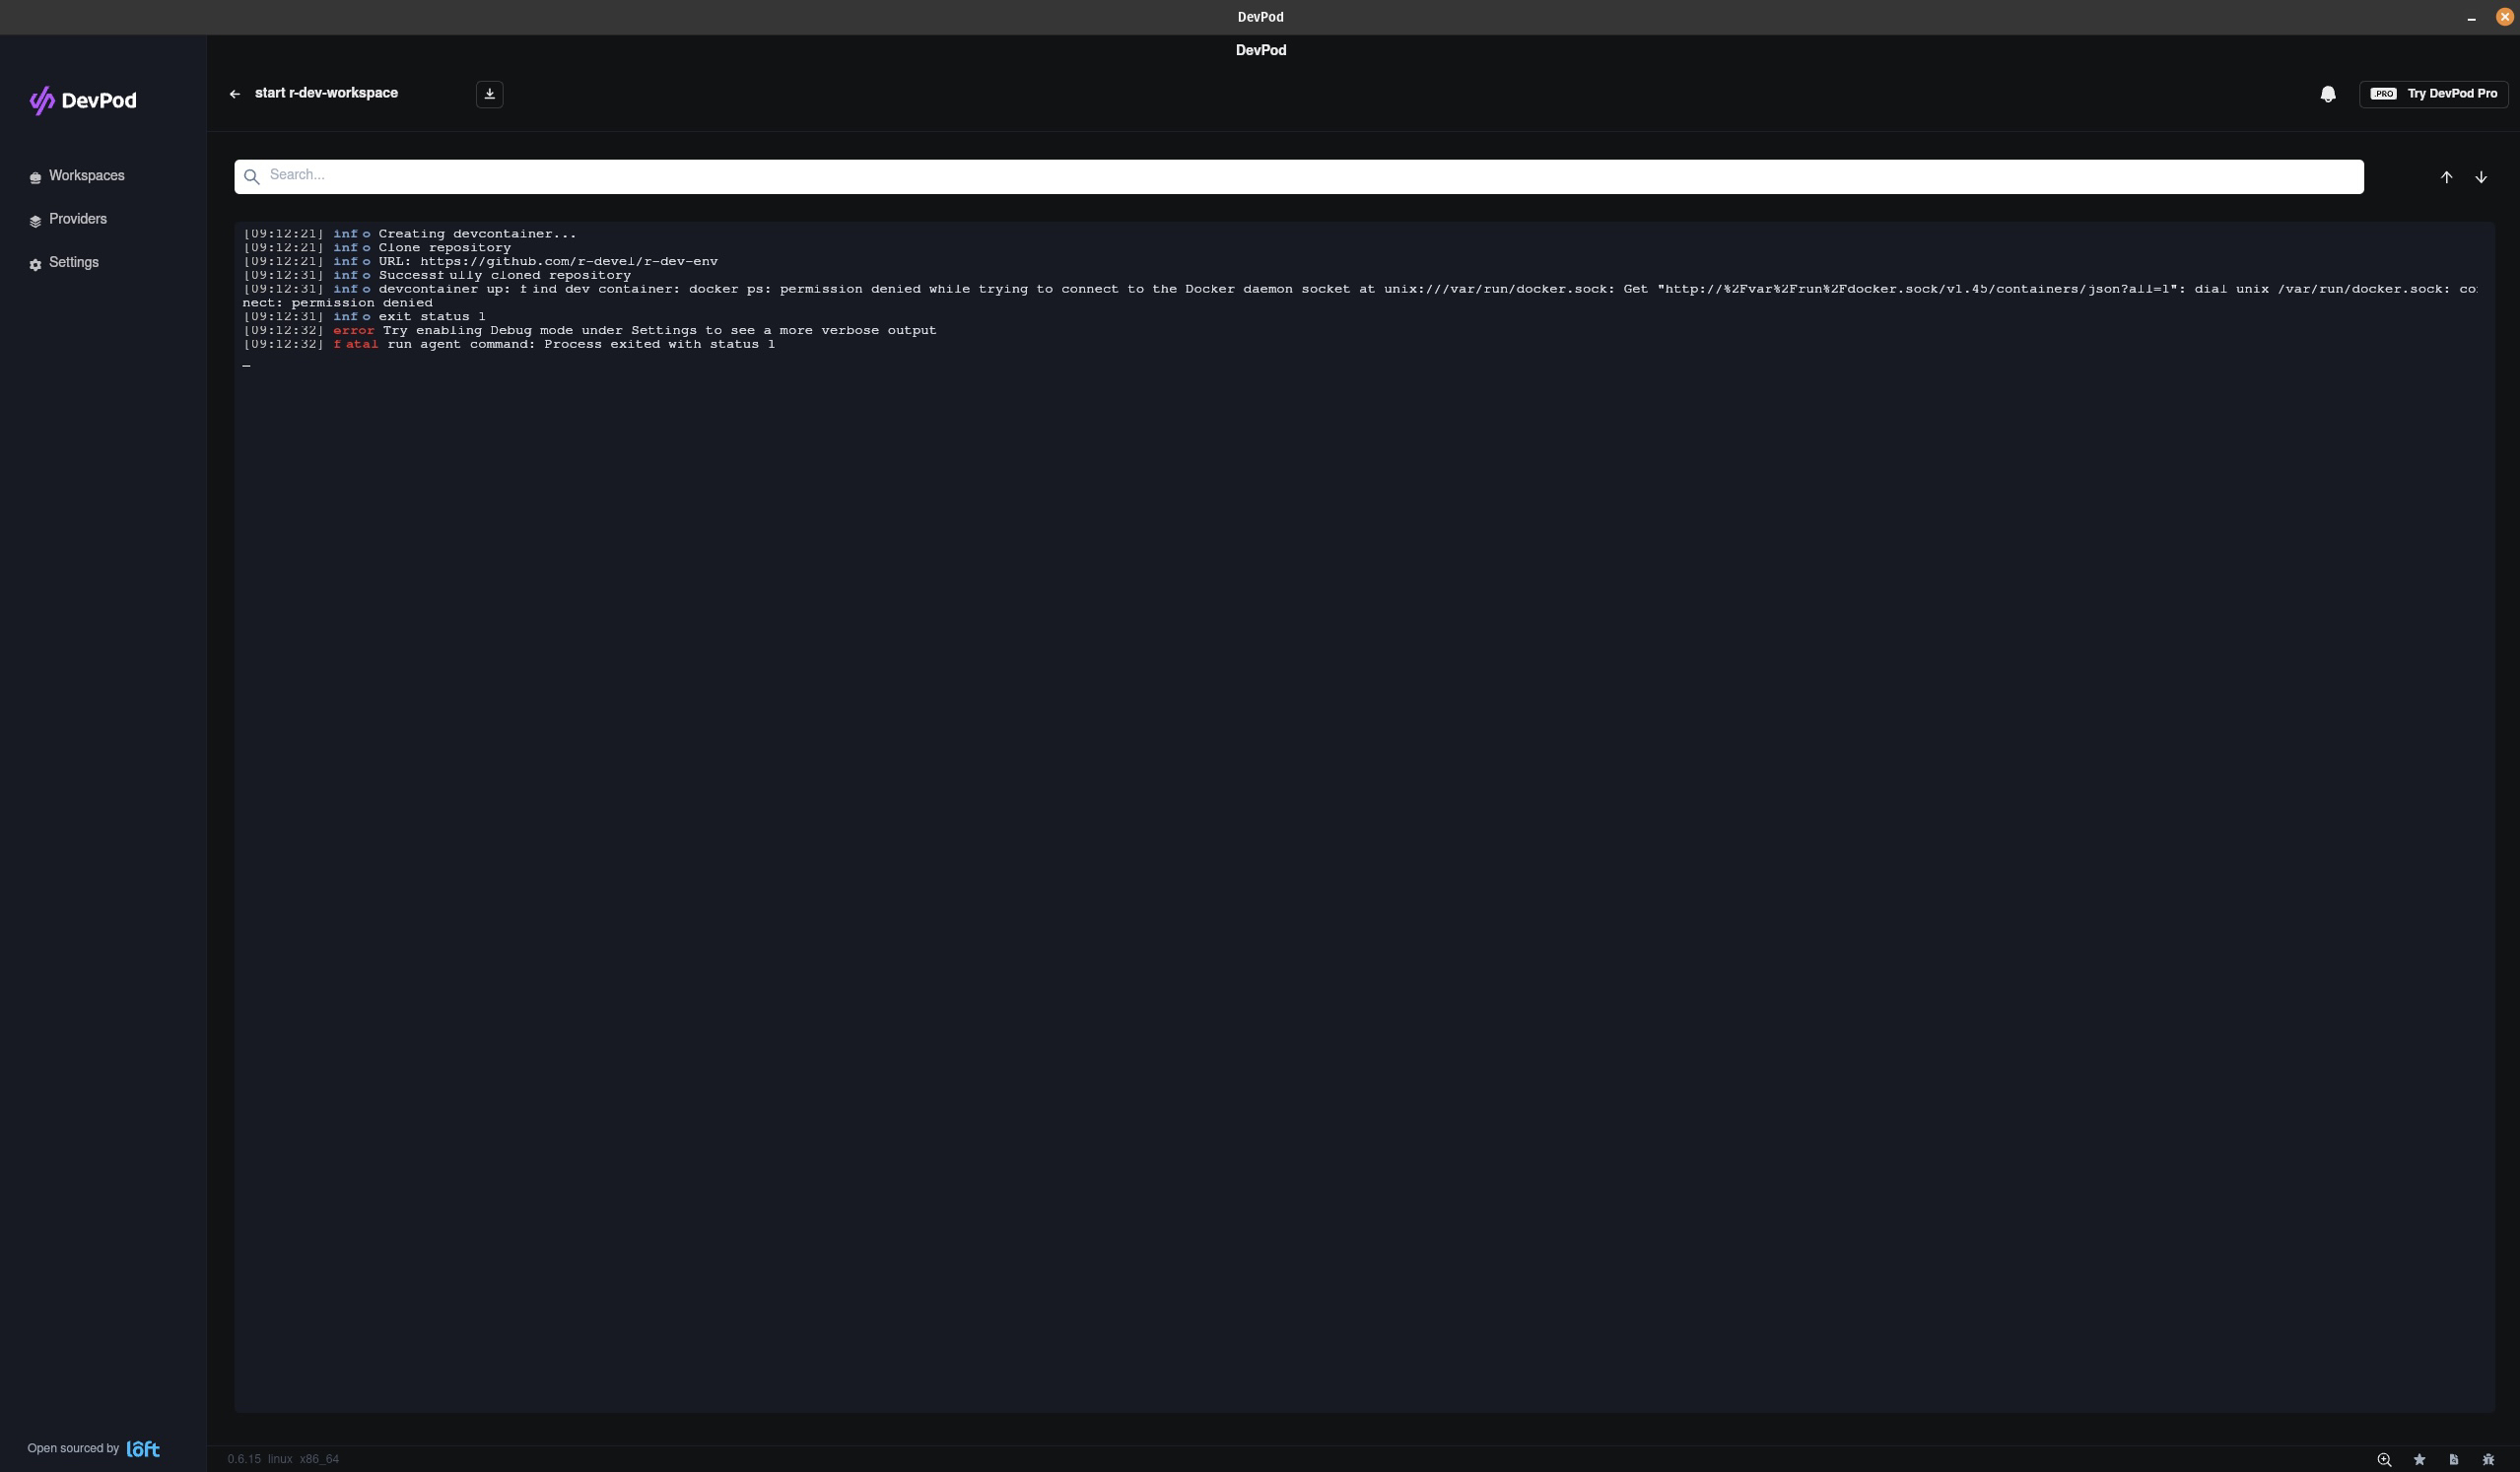 DevPod
DevPod
DevPod
start r-dev-workspace
.PRO Try DevPod Pro
Workspaces
Providers
Settings
Search...
[09:12:21] info Creating devcontainer...
[09:12:21] info Clone repository
[09:12:21] info URL: https://github.com/r-devel/r-dev-env
[09:12:31] info Successfully cloned repository
[09:12:31] info devcontainer up: find dev container: docker ps: permission denied while trying to connect to the Docker daemon socket at unix:///var/run/docker.sock: Get "http://%2Fvar%2Frun%2Fdocker.sock/v1.45/containers/json?all=1": dial unix /var/run/docker.sock: co
nect: permission denied
[09:12:31] info exit status 1
[09:12:32] error Try enabling Debug mode under Settings to see a more verbose output
[09:12:32] fatal run agent command: Process exited with status 1
Open sourced by loft
0.6.15 linux x86_64